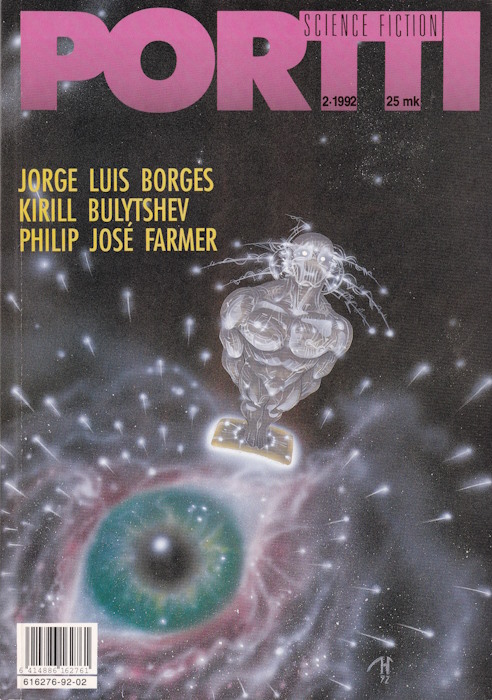 PORTTI
SCIENCE FICTION
2·1992 25 mk
JORGE LUIS BORGES
KIRILL BULYTSHEV
PHILIP JOSÉ FARMER
6 414886 162761
616276-92-02
H
92